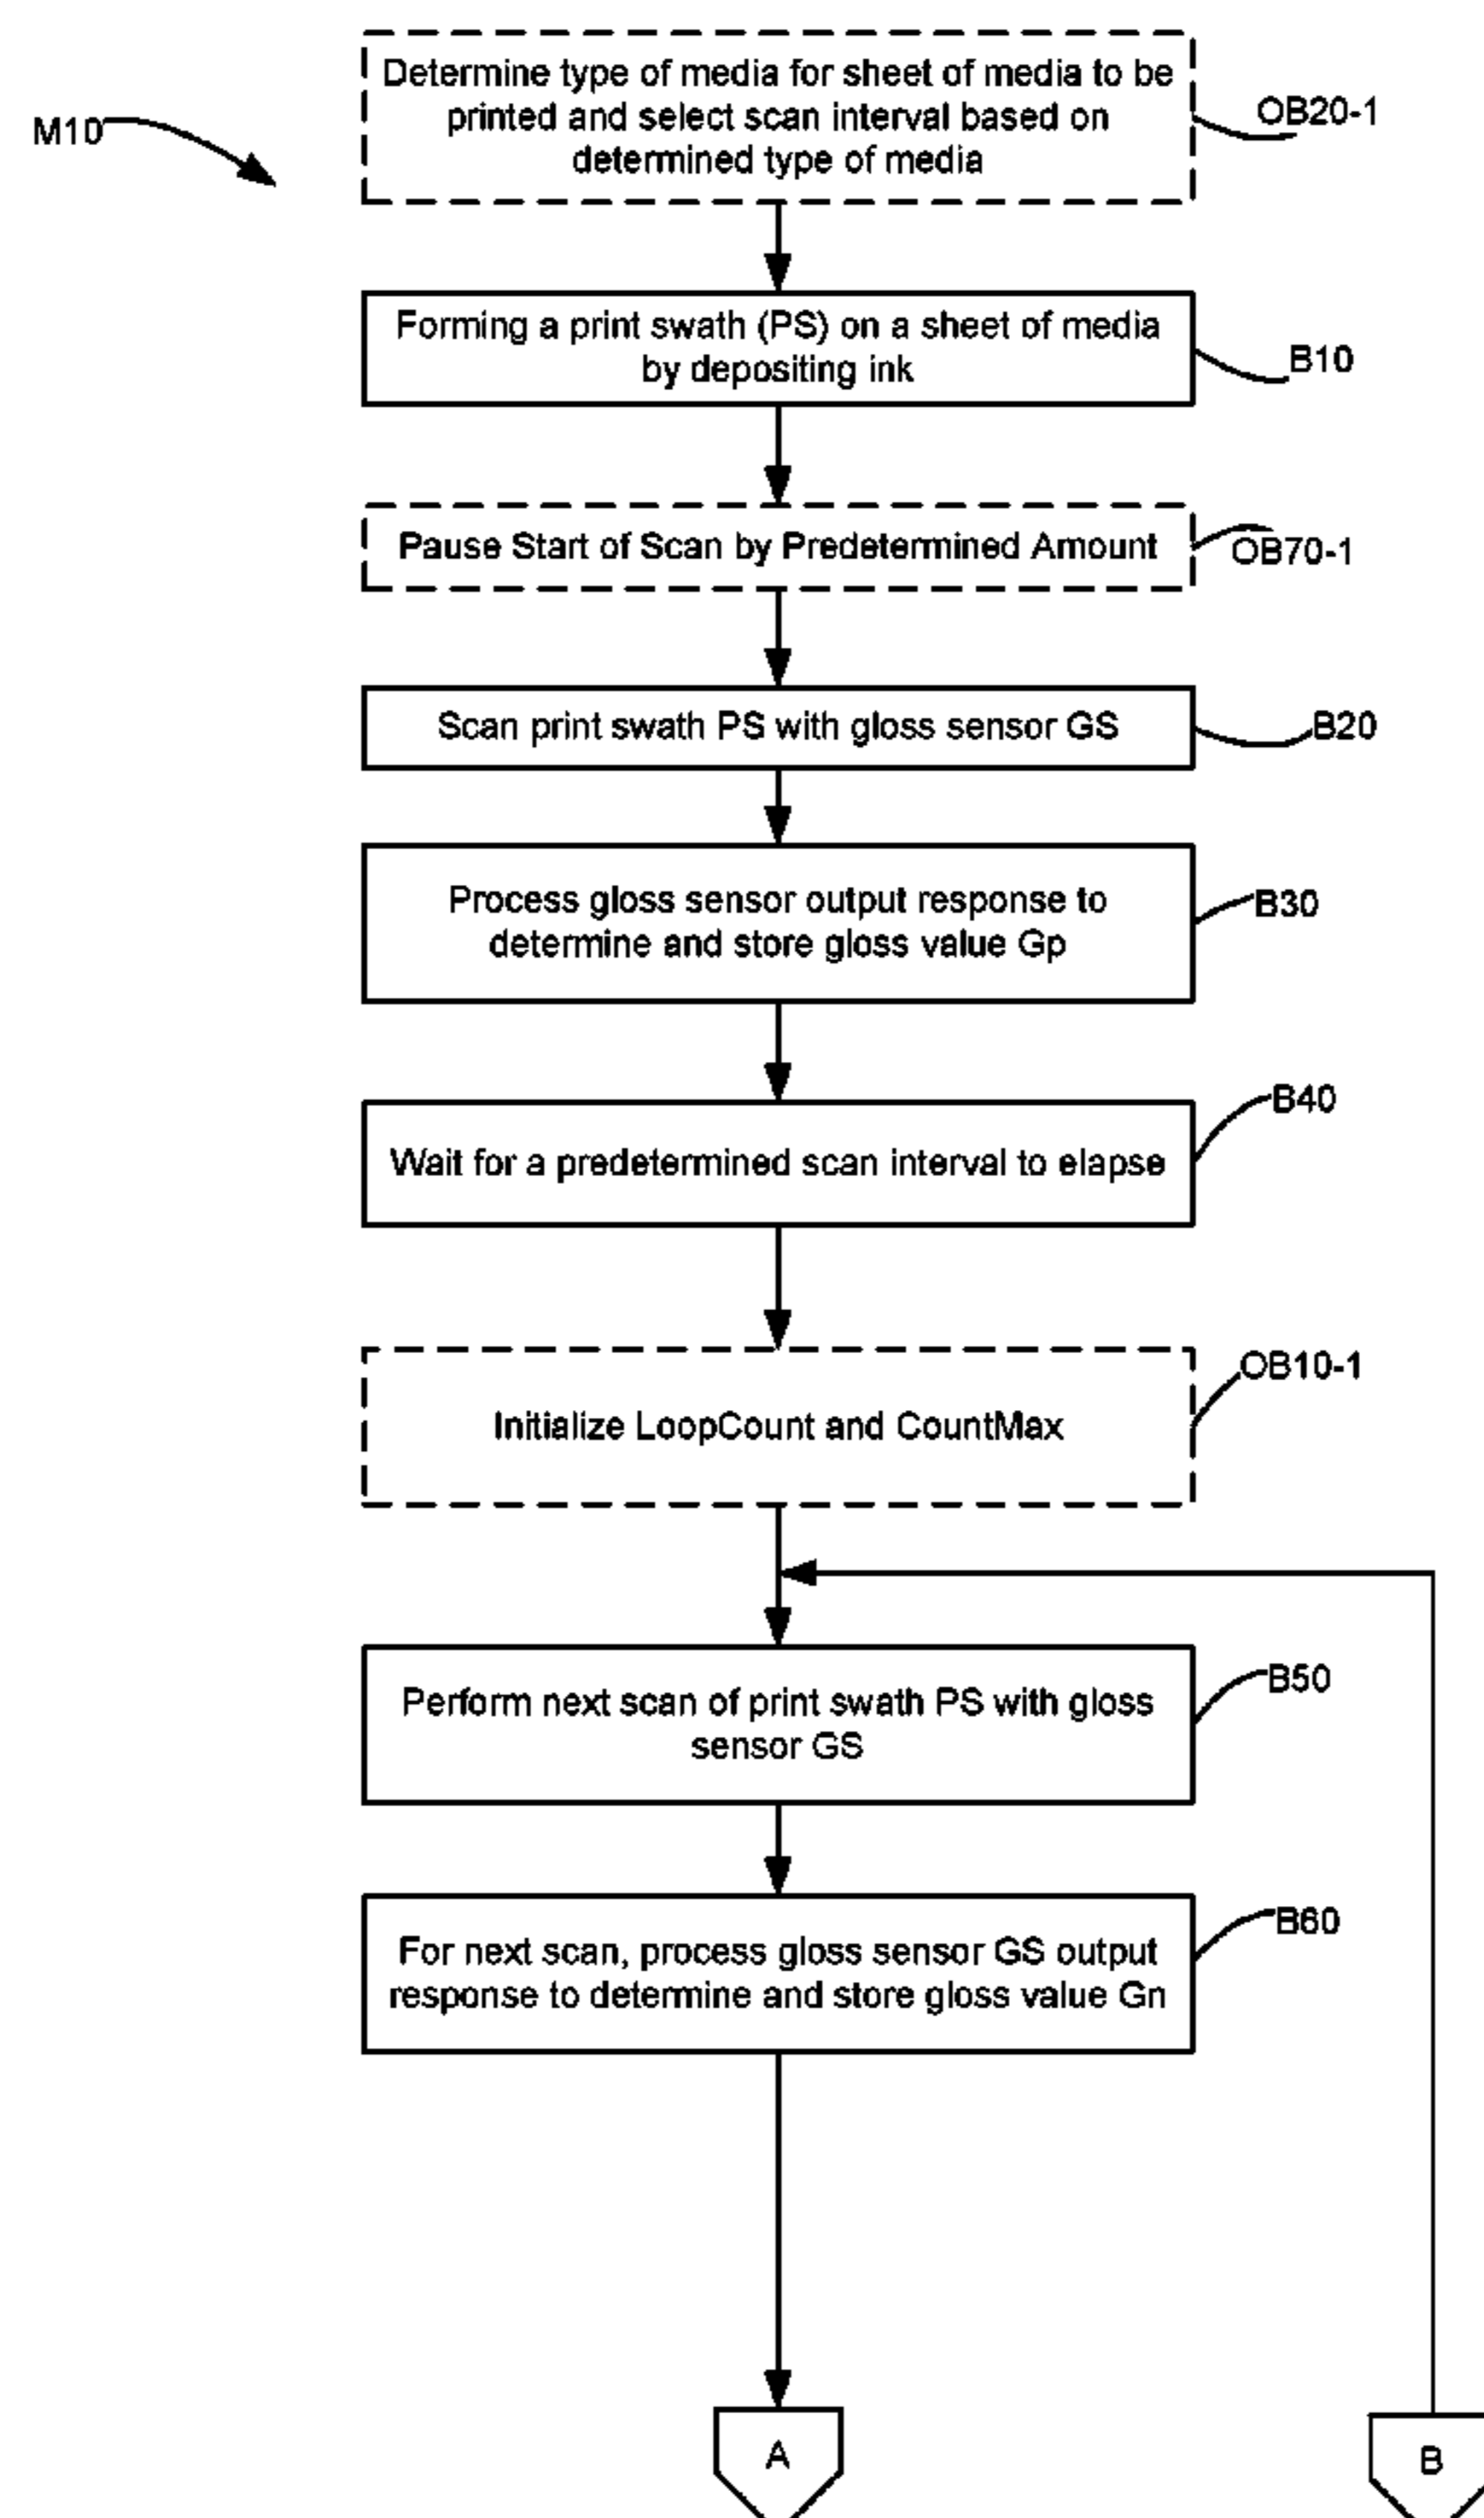 M10
Determine type of media for sheet of media to be
printed and select scan interval based on
determined type of media
OB20-1
Forming a print swath (PS) on a sheet of media
by depositing ink
B10
Pause Start of Scan by Predetermined Amount
OB70-1
Scan print swath PS with gloss sensor GS
B20
Process gloss sensor output response to
determine and store gloss value Gp
B30
Wait for a predetermined scan interval to elapse
B40
Initialize LoopCount and CountMax
OB10-1
Perform next scan of print swath PS with gloss
sensor GS
B50
For next scan, process gloss sensor GS output
response to determine and store gloss value Gn
B60
A
B